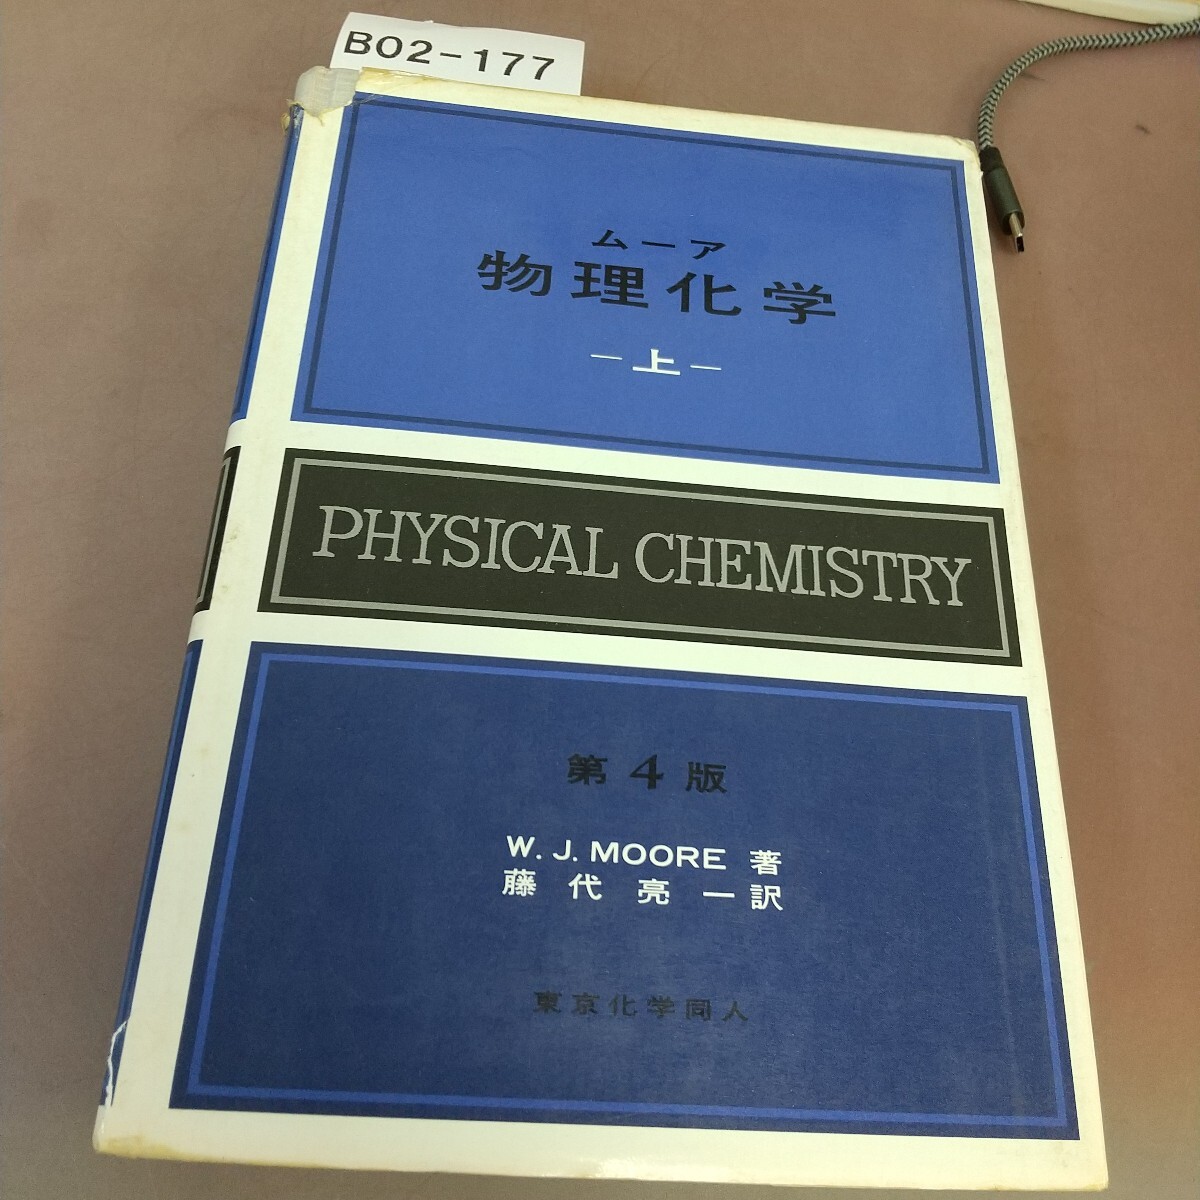 B02-177
ムーア
物理化学
—上—
PHYSICAL CHEMISTRY
第4版
W. J. MOORE 著
藤代亮一訳
東京化学同人